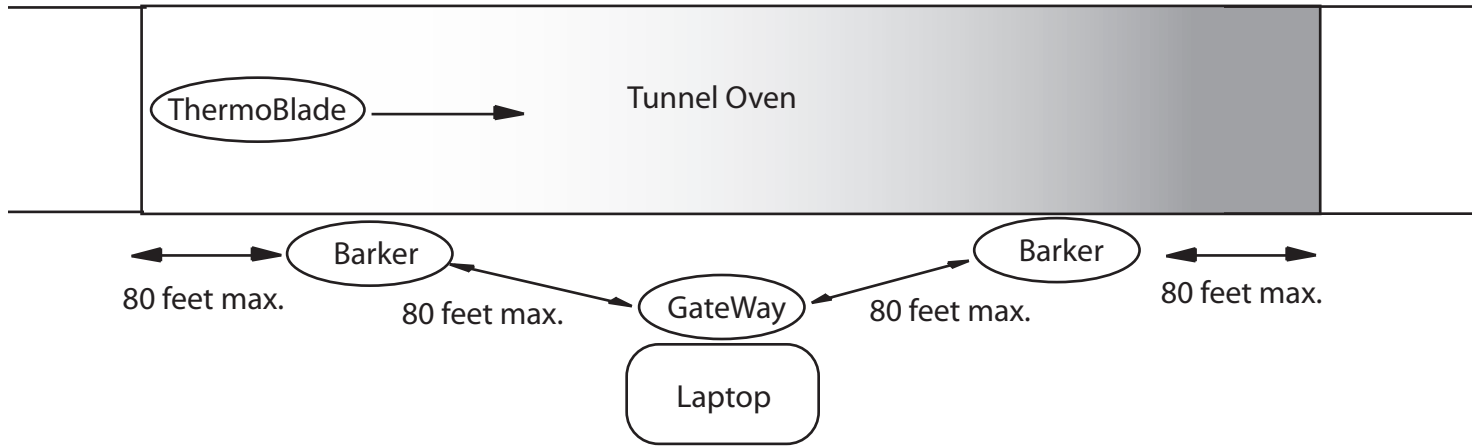 ThermoBlade
Tunnel Oven
Barker
Barker
80 feet max.
80 feet max.
GateWay
80 feet max.
80 feet max.
Laptop